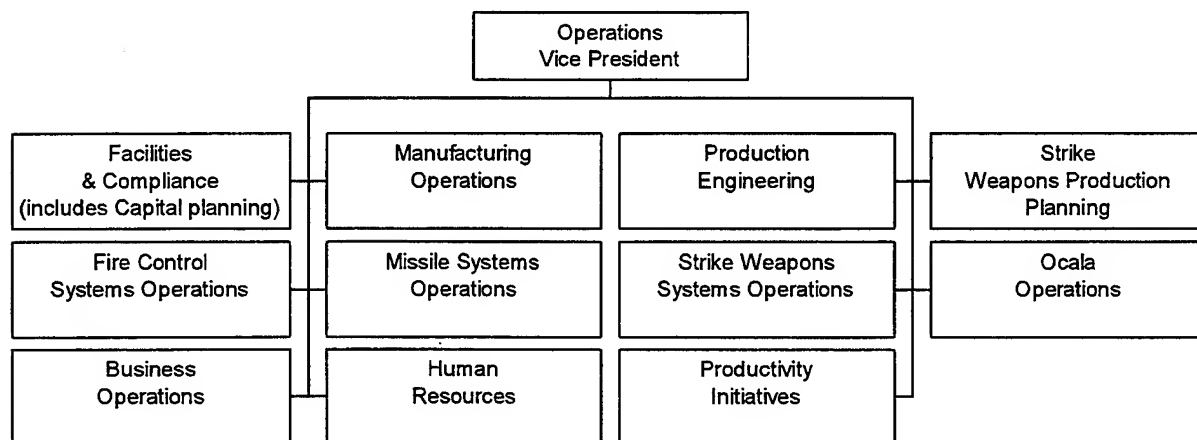 Operations
Vice President
Facilities
& Compliance
(includes Capital planning)
Manufacturing
Operations
Production
Engineering
Strike
Weapons Production
Planning
Fire Control
Systems Operations
Missile Systems
Operations
Strike Weapons
Systems Operations
Ocala
Operations
Business
Operations
Human
Resources
Productivity
Initiatives